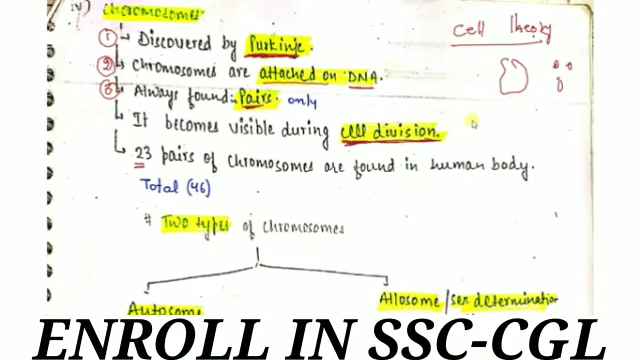 v) Choromosomes:
Cell Theory
① Discovered by Purkinje.
② Chromosomes are attached on DNA.
③ Always found:- Pairs. only
It becomes visible during cell division.
23 pairs of chromosomes are found in human body.
Total (46)
# Two types of chromosomes
Autosome
Allosome / sex determination
ENROLL IN SSC-CGL